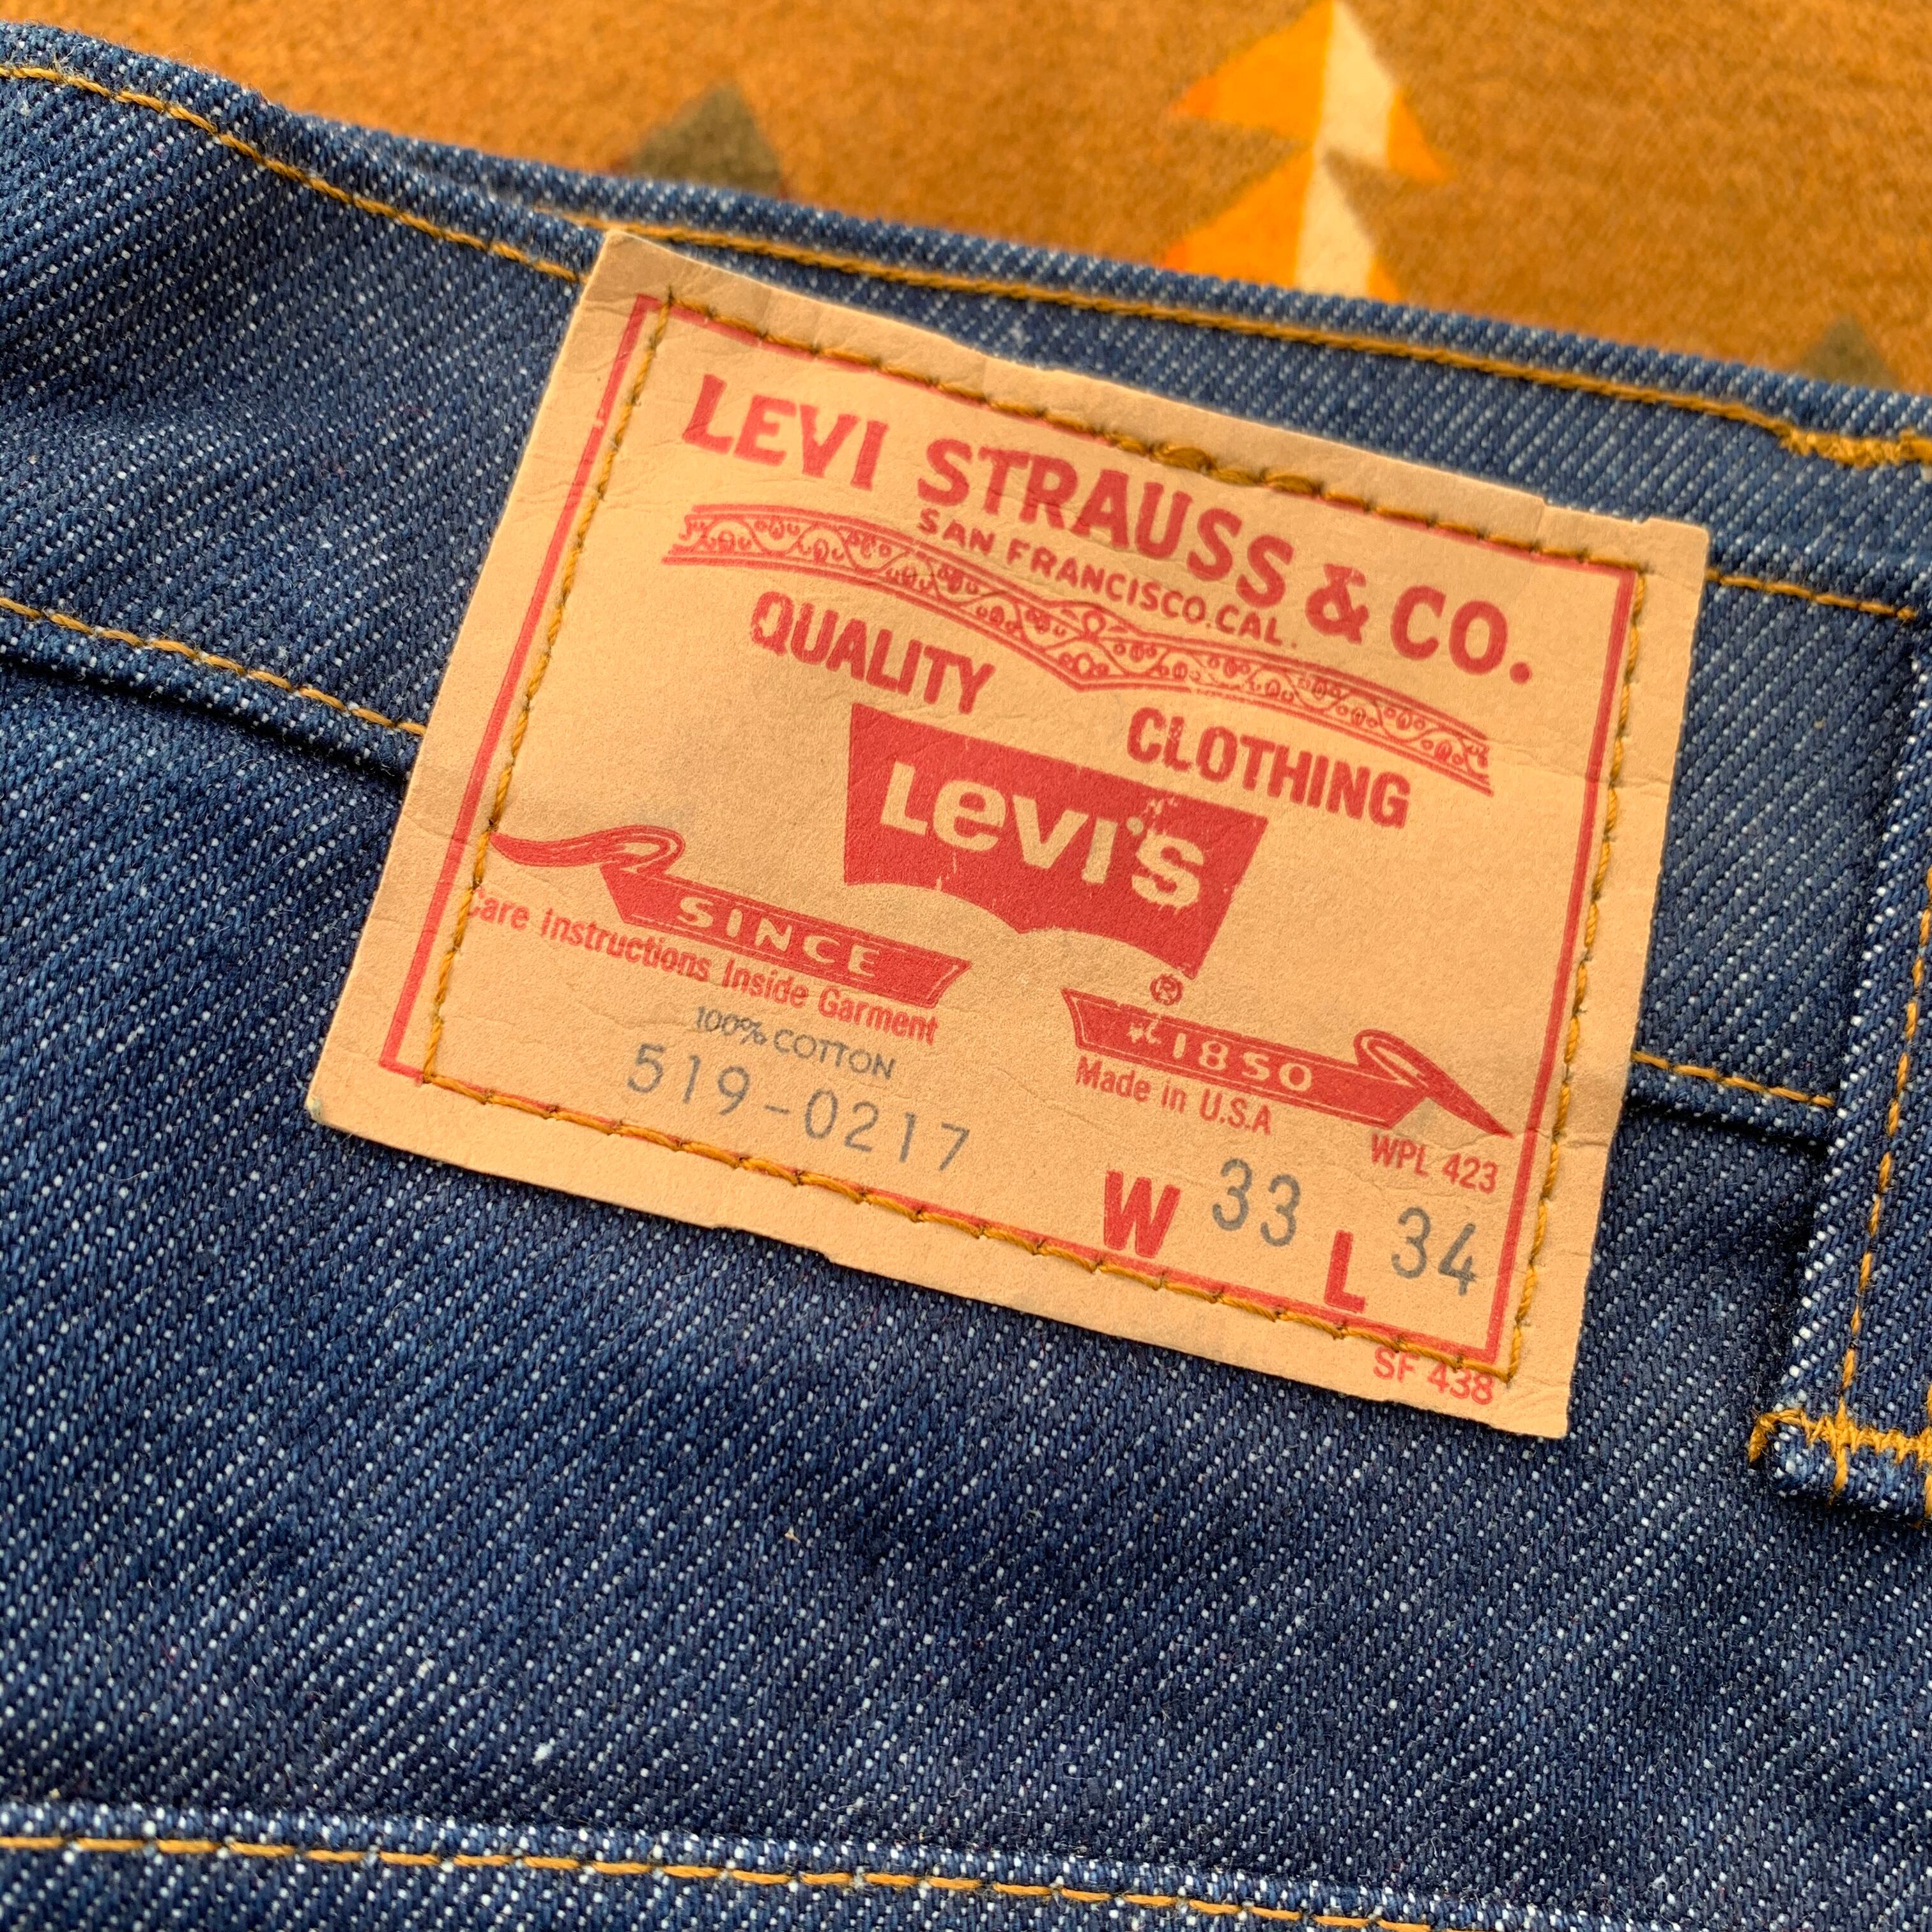 LEVI STRAUSS & CO.
SAN FRANCISCO.CAL.
QUALITY CLOTHING
Levi's
®
SINCE 1850
Care Instructions Inside Garment
Made in U.S.A
100% COTTON
WPL 423
519-0217
W 33 L 34
SF 438